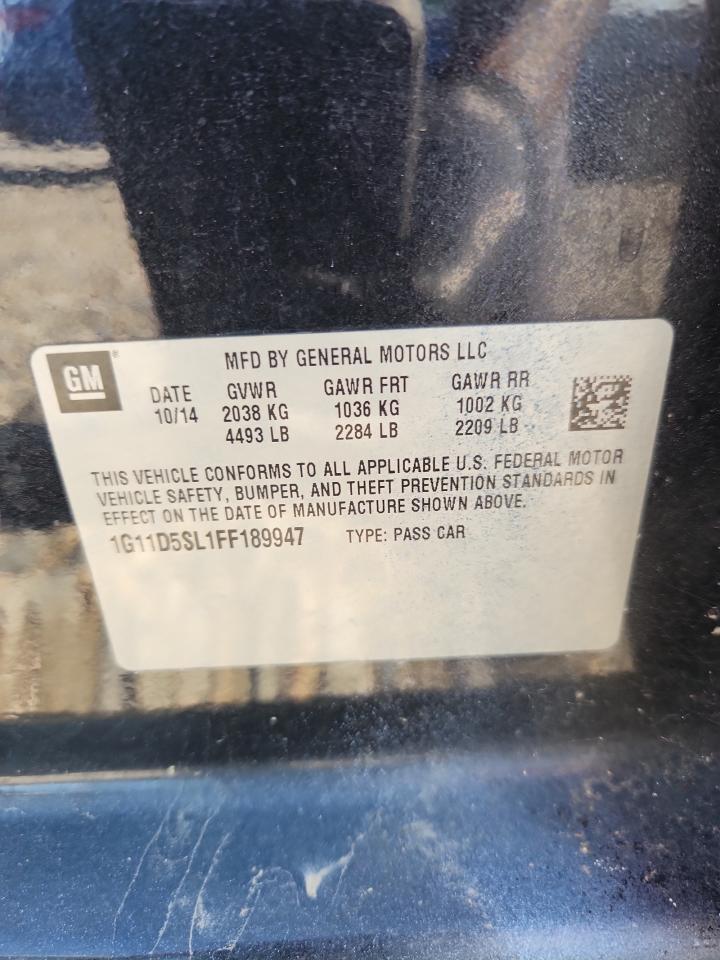 GM®
MFD BY GENERAL MOTORS LLC
DATE GVWR GAWR FRT GAWR RR
10/14 2038 KG 1036 KG 1002 KG
4493 LB 2284 LB 2209 LB
THIS VEHICLE CONFORMS TO ALL APPLICABLE U.S. FEDERAL MOTOR
VEHICLE SAFETY, BUMPER, AND THEFT PREVENTION STANDARDS IN
EFFECT ON THE DATE OF MANUFACTURE SHOWN ABOVE.
1G11D5SL1FF189947 TYPE: PASS CAR